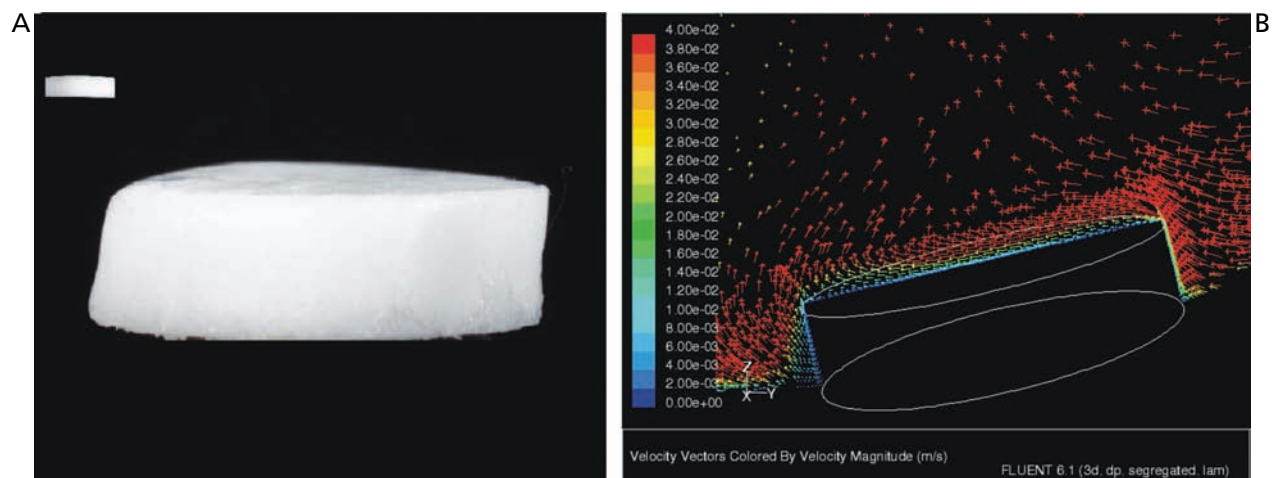 A
B
4.00e-02
3.80e-02
3.60e-02
3.40e-02
3.20e-02
3.00e-02
2.80e-02
2.60e-02
2.40e-02
2.20e-02
2.00e-02
1.80e-02
1.60e-02
1.40e-02
1.20e-02
1.00e-02
8.00e-03
6.00e-03
4.00e-03
2.00e-03
0.00e+00
Z
X Y
Velocity Vectors Colored By Velocity Magnitude (m/s)
FLUENT 6.1 (3d, dp, segregated, lam)